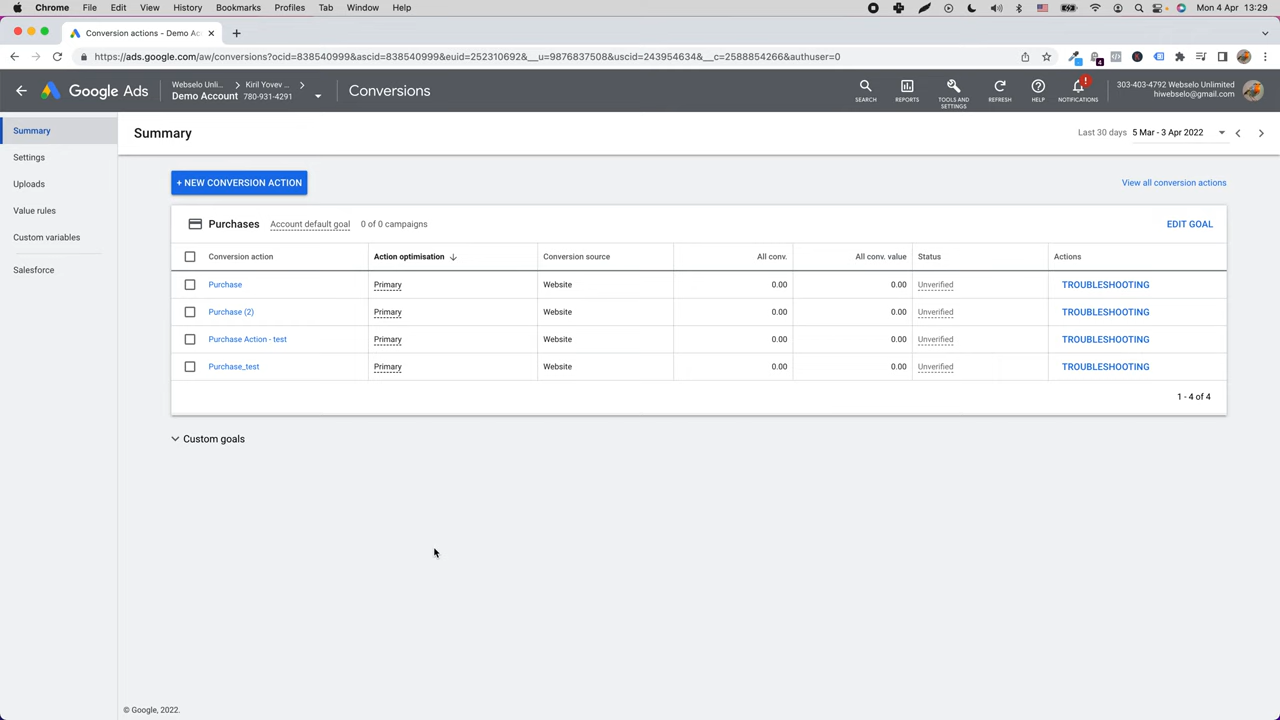 Chrome File Edit View History Bookmarks Profiles Tab Window Help Mon 4 Apr 13:29
Conversion actions - Demo Ac
https://ads.google.com/aw/conversions?ocid=838540999&ascid=838540999&euid=252310692&__u=9876837508&uscid=243954634&__c=2588854266&authuser=0
Google Ads
Webselo Unli... Kiril Yovev ...
Demo Account 780-931-4291
Conversions
SEARCH
REPORTS
TOOLS AND
SETTINGS
REFRESH
HELP
NOTIFICATIONS
303-403-4792 Webselo Unlimited
hiwebselo@gmail.com
Summary
Settings
Uploads
Value rules
Custom variables
Salesforce
Summary
Last 30 days 5 Mar - 3 Apr 2022
+ NEW CONVERSION ACTION
View all conversion actions
Purchases Account default goal 0 of 0 campaigns EDIT GOAL
Conversion action Action optimisation Conversion source All conv. All conv. value Status Actions
Purchase Primary Website 0.00 0.00 Unverified TROUBLESHOOTING
Purchase (2) Primary Website 0.00 0.00 Unverified TROUBLESHOOTING
Purchase Action - test Primary Website 0.00 0.00 Unverified TROUBLESHOOTING
Purchase_test Primary Website 0.00 0.00 Unverified TROUBLESHOOTING
1 - 4 of 4
Custom goals
© Google, 2022.